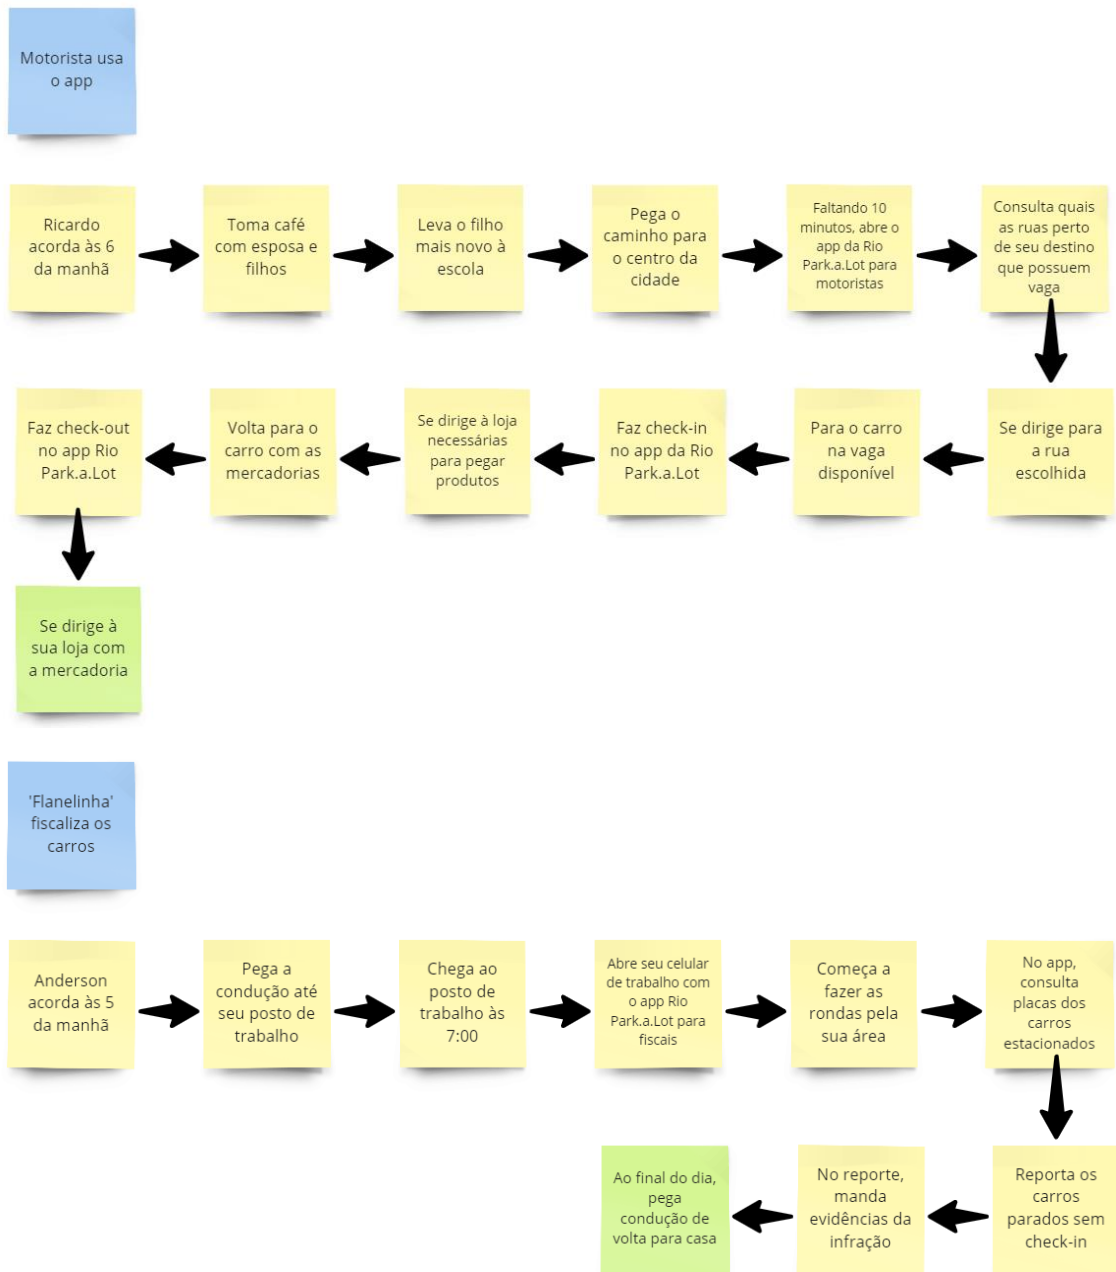 Motorista usa
o app
Ricardo
acorda às 6
da manhã
Toma café
com esposa e
filhos
Leva o filho
mais novo à
escola
Pega o
caminho para
o centro da
cidade
Faltando 10
minutos, abre o
app da Rio
Park.a.Lot para
motoristas
Consulta quais
as ruas perto
de seu destino
que possuem
vaga
Se dirige para
a rua
escolhida
Para o carro
na vaga
disponível
Faz check-in
no app da Rio
Park.a.Lot
Se dirige à loja
necessárias
para pegar
produtos
Volta para o
carro com as
mercadorias
Faz check-out
no app Rio
Park.a.Lot
Se dirige à
sua loja com
a mercadoria
'Flanelinha'
fiscaliza os
carros
Anderson
acorda às 5
da manhã
Pega a
condução até
seu posto de
trabalho
Chega ao
posto de
trabalho às
7:00
Abre seu celular
de trabalho com
o app Rio
Park.a.Lot para
fiscais
Começa a
fazer as
rondas pela
sua área
No app,
consulta
placas dos
carros
estacionados
Reporta os
carros
parados sem
check-in
No reporte,
manda
evidências da
infração
Ao final do dia,
pega
condução de
volta para casa